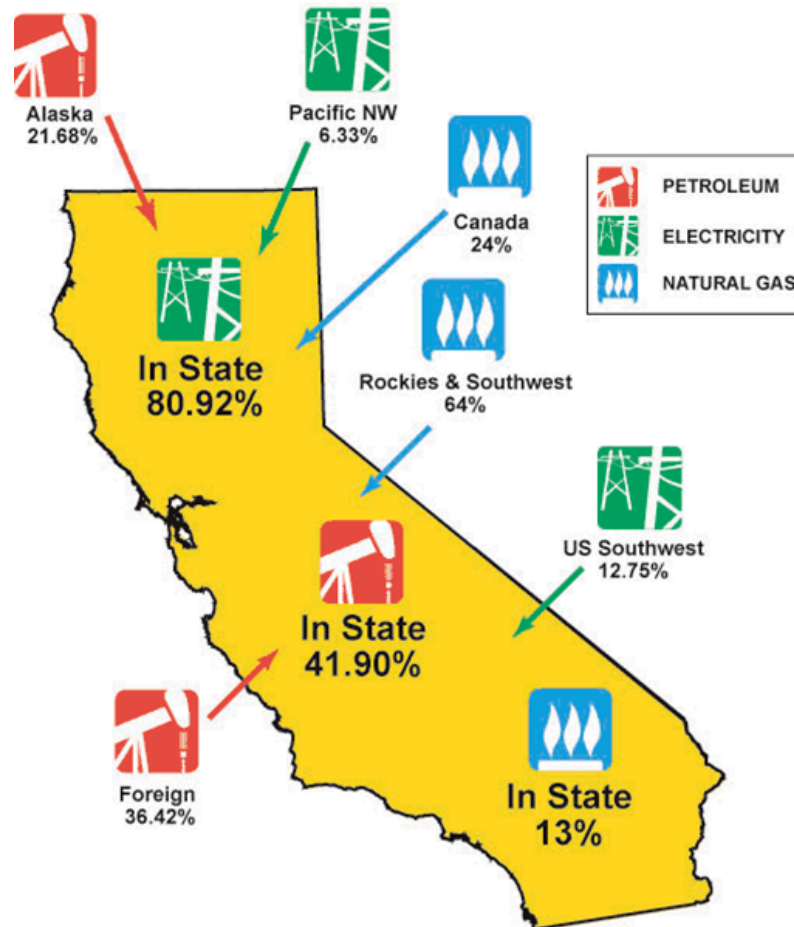 Alaska
21.68%
Pacific NW
6.33%
Canada
24%
PETROLEUM
ELECTRICITY
NATURAL GAS
In State
80.92%
Rockies & Southwest
64%
US Southwest
12.75%
In State
41.90%
Foreign
36.42%
In State
13%